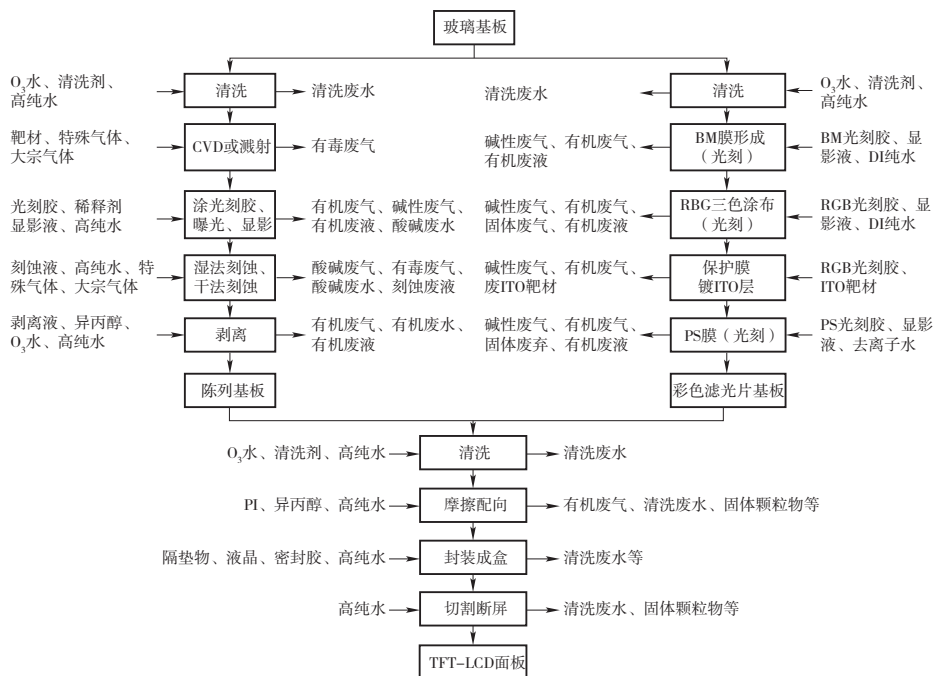 玻璃基板
O₃水、清洗剂、
高纯水
清洗
清洗废水
清洗废水
清洗
O₃水、清洗剂、
高纯水
靶材、特殊气体、
大宗气体
CVD或溅射
有毒废气
碱性废气、有机废气、
有机废液
BM膜形成
（光刻）
BM光刻胶、显
影液、DI纯水
光刻胶、稀释剂
显影液、高纯水
涂光刻胶、
曝光、显影
有机废气、碱性废气、
有机废液、酸碱废水
碱性废气、有机废气、
固体废气、有机废液
RBG三色涂布
（光刻）
RGB光刻胶、显
影液、DI纯水
刻蚀液、高纯水、特
殊气体、大宗气体
湿法刻蚀、
干法刻蚀
酸碱废气、有毒废气、
酸碱废水、刻蚀废液
碱性废气、有机废气、
废ITO靶材
保护膜
镀ITO层
RGB光刻胶、
ITO靶材
剥离液、异丙醇、
O₃水、高纯水
剥离
有机废气、有机废水、
有机废液
碱性废气、有机废气、
固体废弃、有机废液
PS膜（光刻）
PS光刻胶、显影
液、去离子水
陈列基板
彩色滤光片基板
O₃水、清洗剂、高纯水
清洗
清洗废水
PI、异丙醇、高纯水
摩擦配向
有机废气、清洗废水、固体颗粒物等
隔垫物、液晶、密封胶、高纯水
封装成盒
清洗废水等
高纯水
切割断屏
清洗废水、固体颗粒物等
TFT-LCD面板